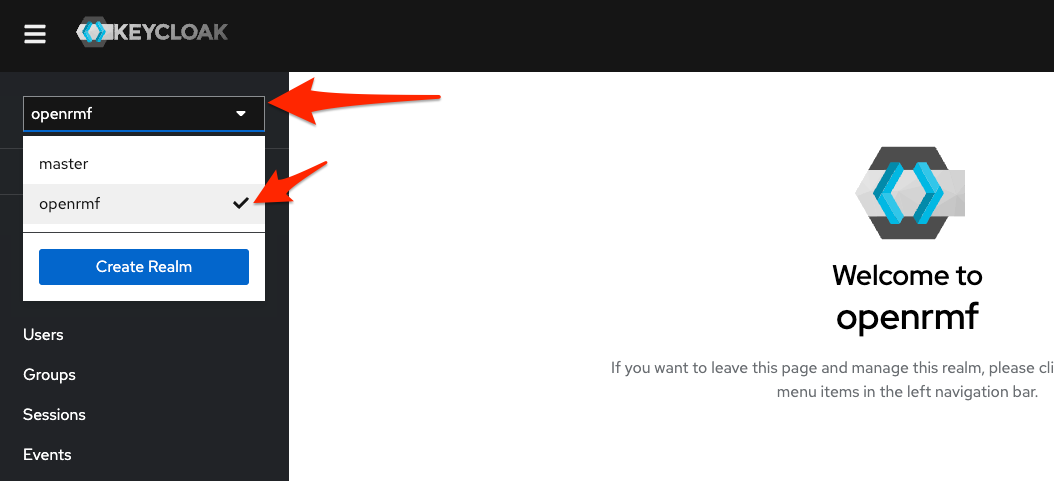 KEYCLOAK
openrmf
master
openrmf
Create Realm
Users
Groups
Sessions
Events
Welcome to
openrmf
If you want to leave this page and manage this realm, please cli
menu items in the left navigation bar.